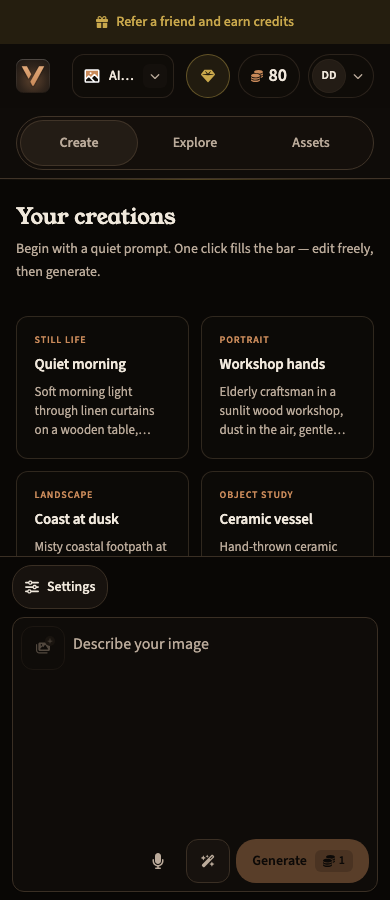 Refer a friend and earn credits
AI...
80
DD
Create
Explore
Assets
Your creations
Begin with a quiet prompt. One click fills the bar — edit freely,
then generate.
STILL LIFE
Quiet morning
Soft morning light
through linen curtains
on a wooden table,...
PORTRAIT
Workshop hands
Elderly craftsman in a
sunlit wood workshop,
dust in the air, gentle...
LANDSCAPE
Coast at dusk
Misty coastal footpath at
OBJECT STUDY
Ceramic vessel
Hand-thrown ceramic
Settings
Describe your image
Generate
1